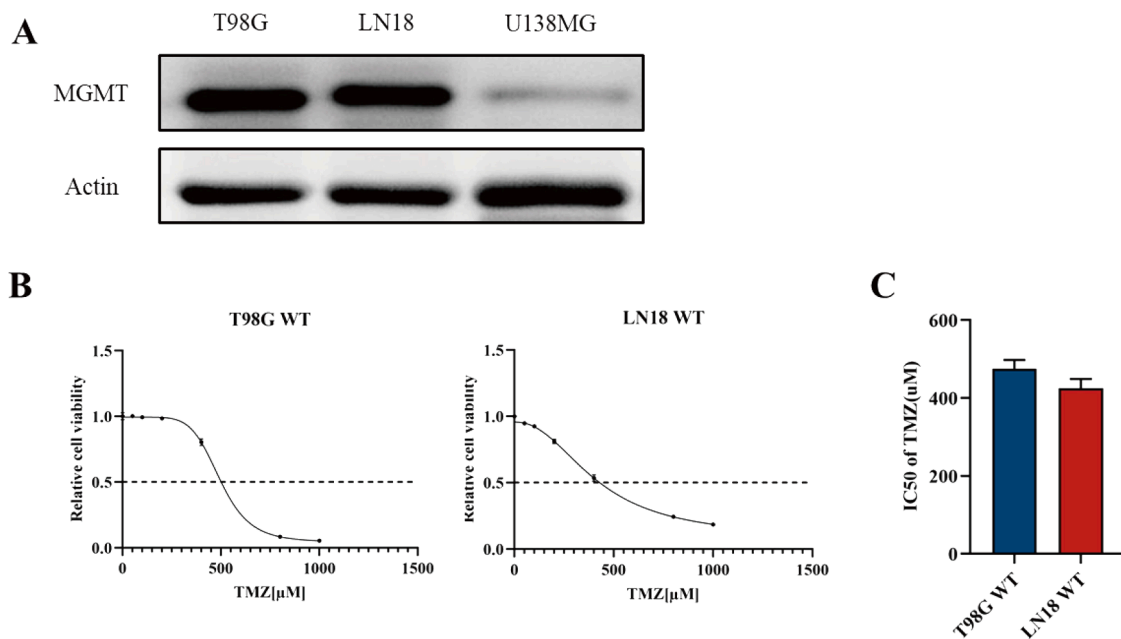 A
T98G LN18 U138MG
MGMT
Actin
B
T98G WT
1.5
1.0
0.5
0.0
Relative cell viability
0 500 1000 1500
TMZ[μM]
LN18 WT
1.5
1.0
0.5
0.0
Relative cell viability
0 500 1000 1500
TMZ[μM]
C
600
400
200
0
IC50 of TMZ(uM)
T98G WT
LN18 WT